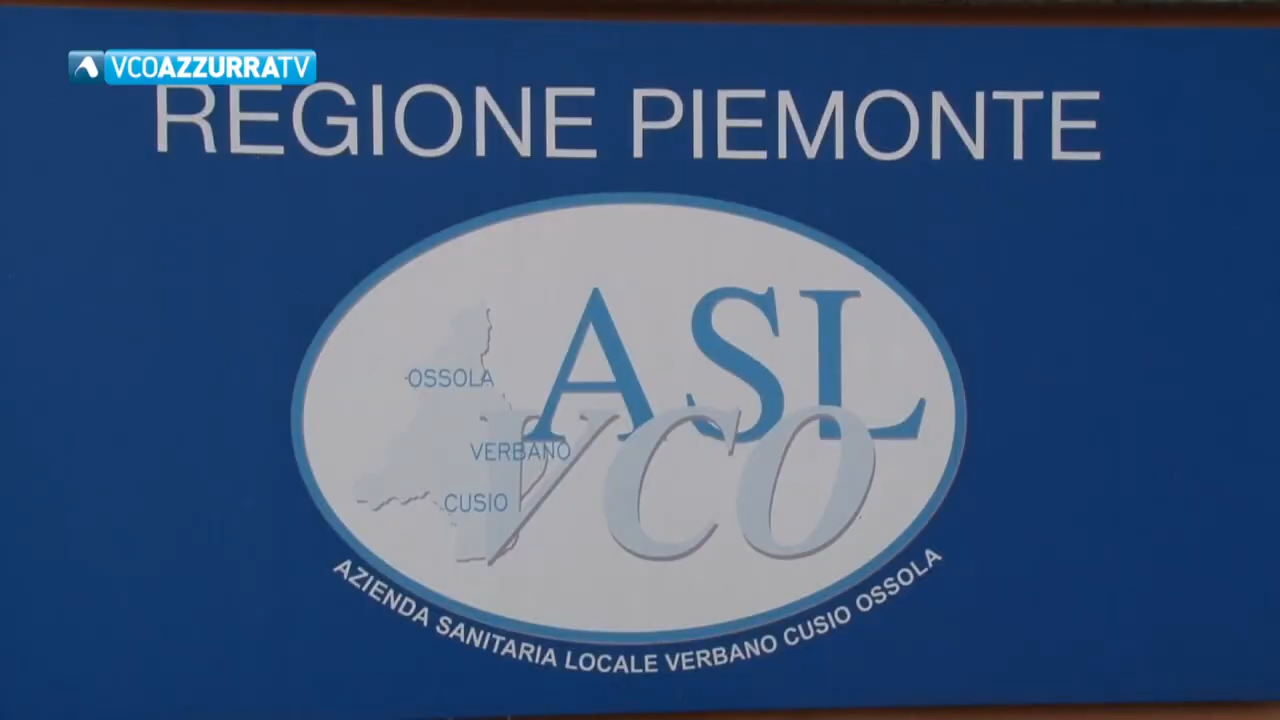 VCOAZZURRATV
REGIONE PIEMONTE
ASL
OSSOLA
VCO
VERBANO
CUSIO
AZIENDA SANITARIA LOCALE VERBANO CUSIO OSSOLA